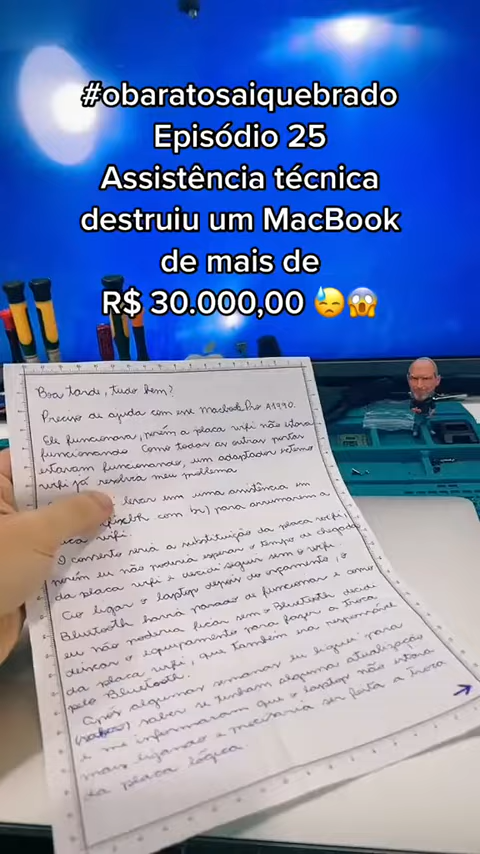 #obaratosaiquebrado
Episódio 25
Assistência técnica
destruiu um MacBook
de mais de
R$ 30.000,00 😓😱
Boa tarde, tudo bem?
Preciso de ajuda com esse MacBook Pro A1990.
Ele funcionava, porém a placa wifi não estava
funcionando. Como todas as outras portas
estavam funcionando, um adaptador externo
wifi já resolvia meu problema.
levar em uma assistência em
com br) para arrumarem a
wifi.
O conserto seria a substituição da placa wifi,
porém eu não poderia esperar o tempo de chegada
da placa wifi e decidi seguir sem o wifi.
Ao ligar o laptop depois do orçamento, o
Bluetooth havia parado de funcionar e como
eu não poderia ficar sem o Bluetooth decidi
deixar o equipamento para fazer a troca
da placa wifi, que também era responsável
pelo Bluetooth.
Após algumas semanas eu liguei para
(saber) saber se tinham alguma atualização
e me informaram que o laptop não estava
mais ligando e precisaria ser feita a troca
da placa lógica.